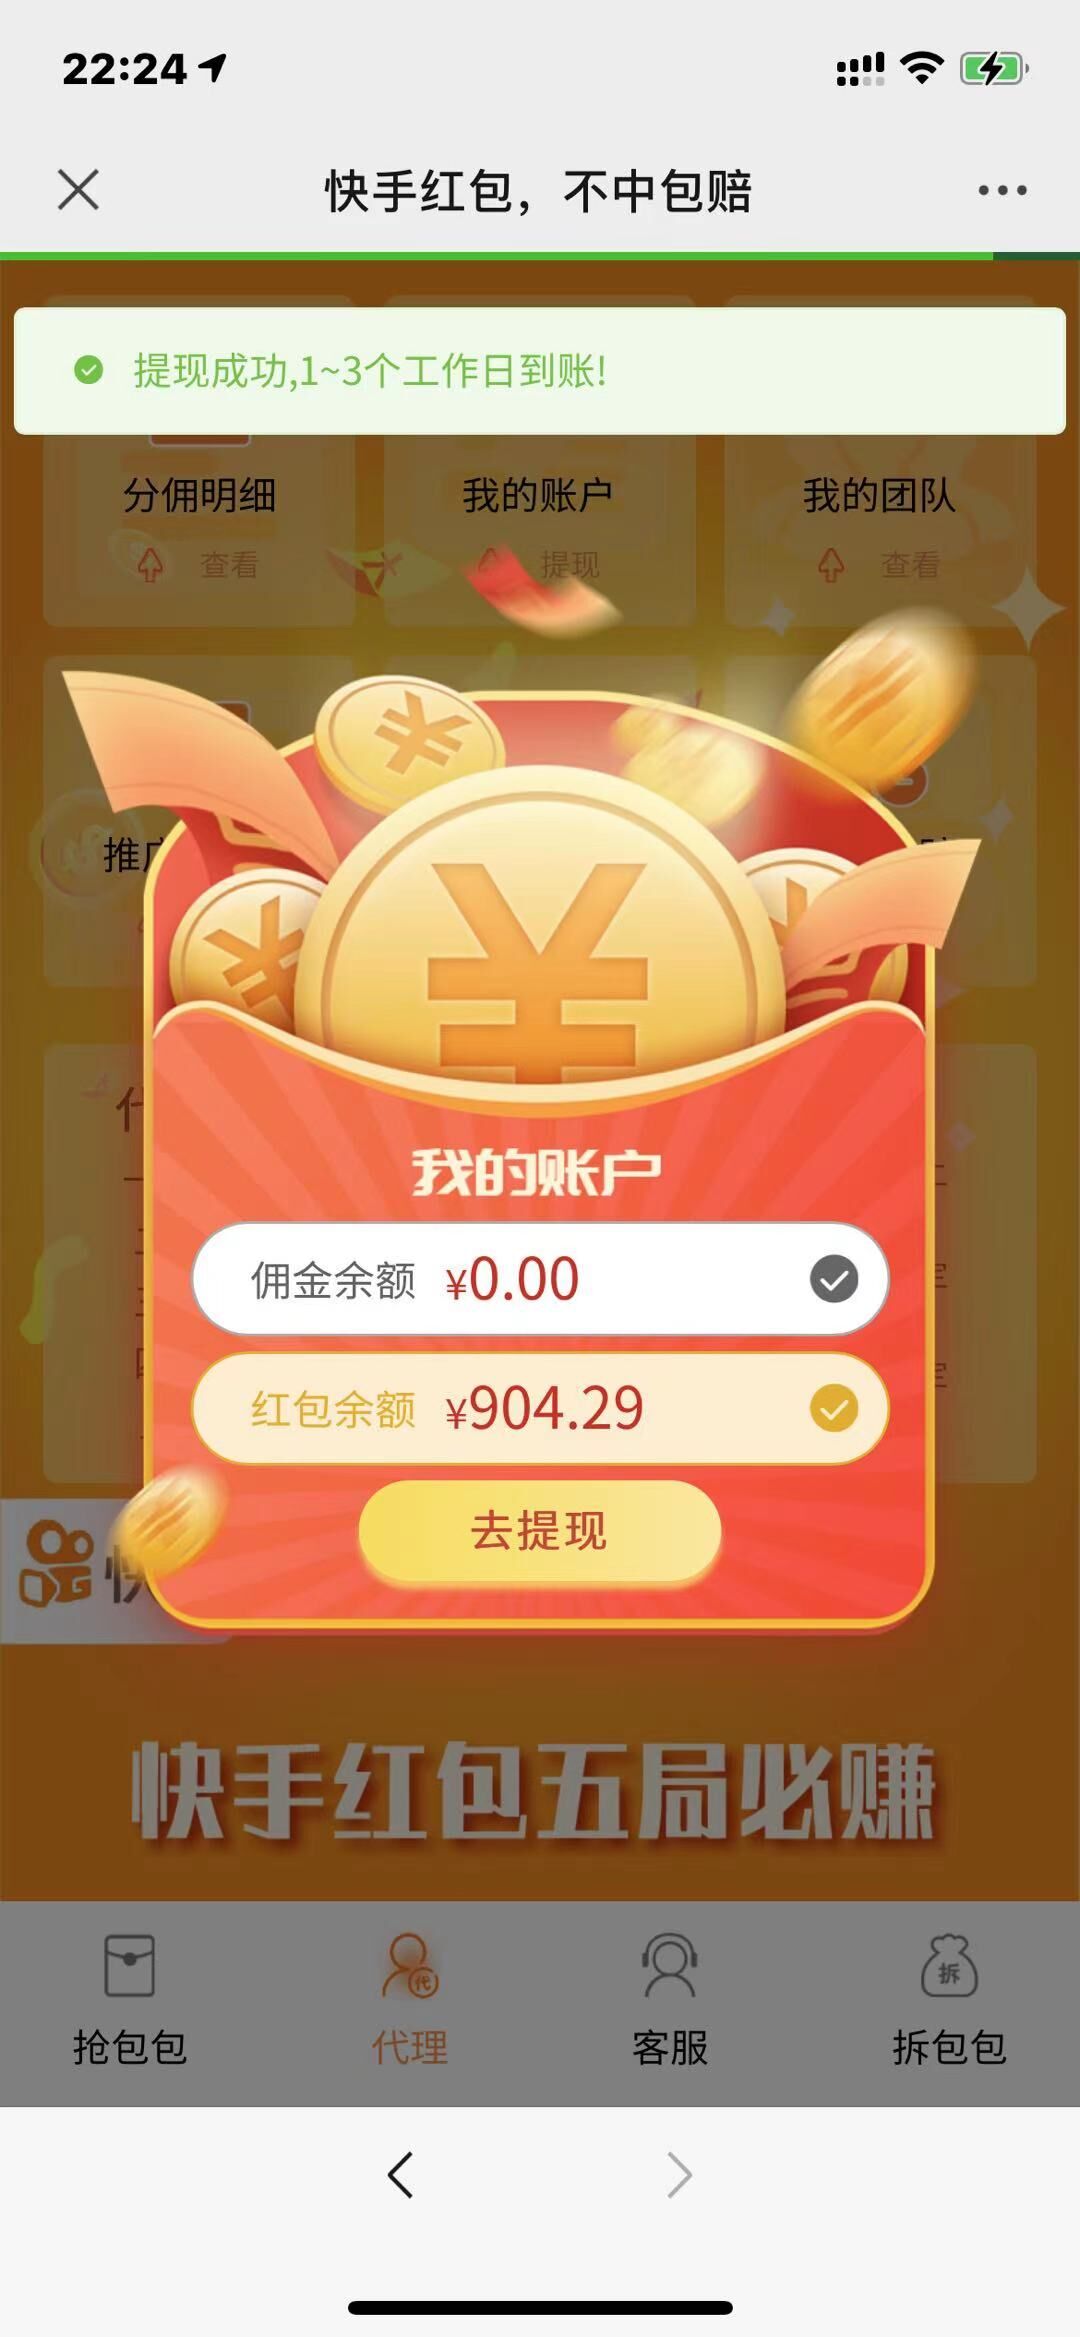 22:24
快手红包，不中包赔
提现成功,1~3个工作日到账!
分佣明细
我的账户
我的团队
查看
提现
查看
推广
我的账户
佣金余额 ¥0.00
红包余额 ¥904.29
去提现
快
快手红包五局必赚
抢包包
代理
客服
拆包包